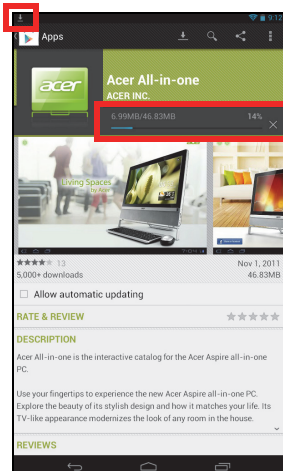 9:12
Apps
acer
Acer All-in-one
ACER INC.
6.99MB/46.83MB 14%
Living Spaces
by Acer
13 Nov 1, 2011
5,000+ downloads 46.83MB
Allow automatic updating
RATE & REVIEW
DESCRIPTION
Acer All-in-one is the interactive catalog for the Acer Aspire all-in-one
PC.
Use your fingertips to experience the new Acer Aspire all-in-one PC.
Explore the beauty of its stylish design and how it matches your life. Its
TV-like appearance modernizes the look of any room in the house.
REVIEWS